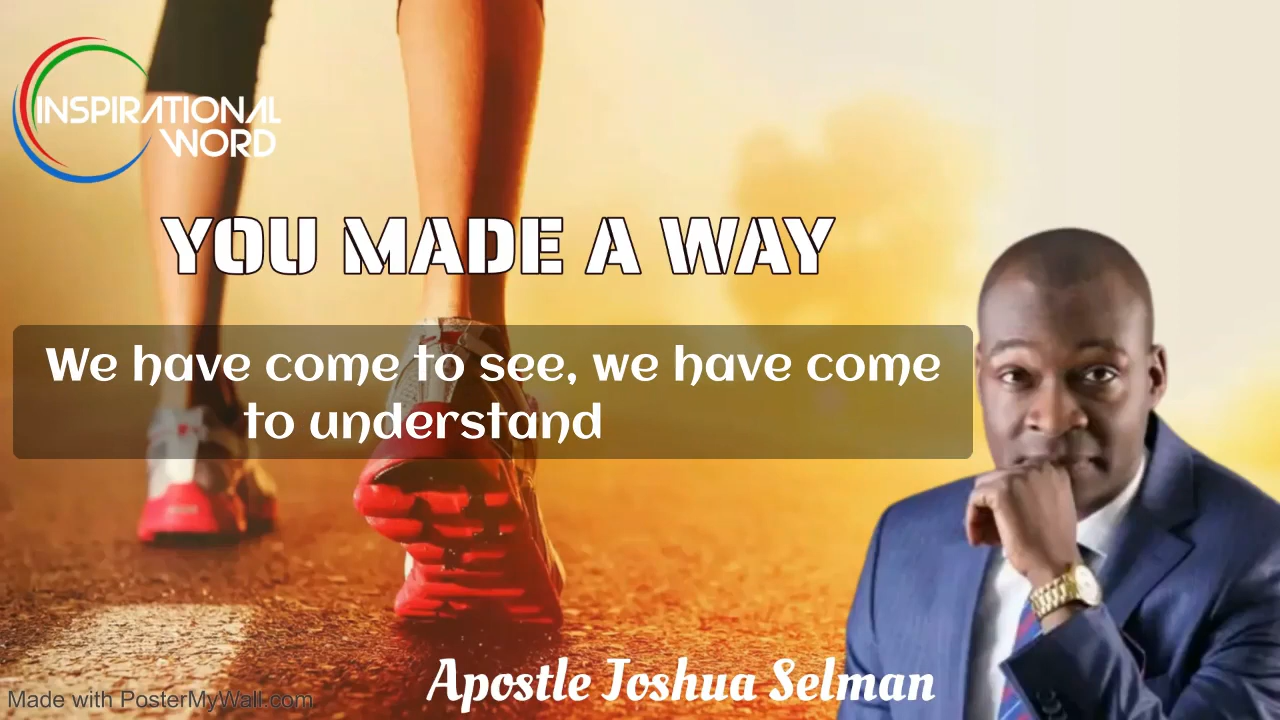 INSPIRATIONAL
WORD
YOU MADE A WAY
We have come to see, we have come
to understand
Apostle Joshua Selman
Made with PosterMyWall.com